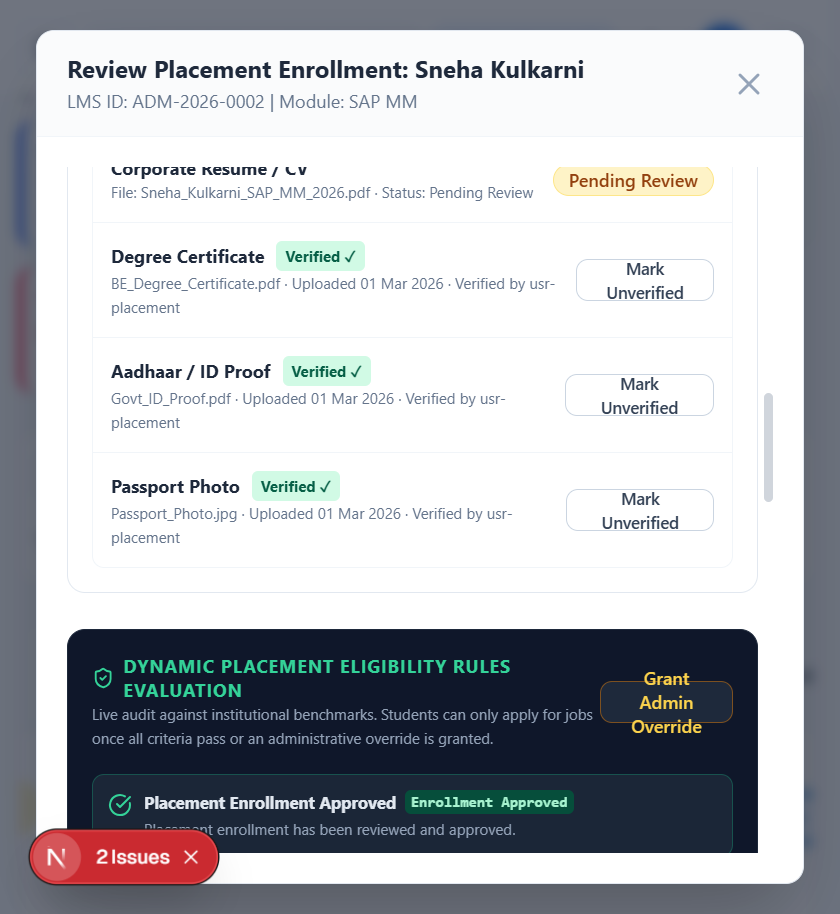 Review Placement Enrollment: Sneha Kulkarni
LMS ID: ADM-2026-0002 | Module: SAP MM
Corporate Resume / CV
File: Sneha_Kulkarni_SAP_MM_2026.pdf · Status: Pending Review
Pending Review
Degree Certificate Verified ✓
BE_Degree_Certificate.pdf · Uploaded 01 Mar 2026 · Verified by usr-
placement
Mark
Unverified
Aadhaar / ID Proof Verified ✓
Govt_ID_Proof.pdf · Uploaded 01 Mar 2026 · Verified by usr-
placement
Mark
Unverified
Passport Photo Verified ✓
Passport_Photo.jpg · Uploaded 01 Mar 2026 · Verified by usr-
placement
Mark
Unverified
DYNAMIC PLACEMENT ELIGIBILITY RULES
EVALUATION
Live audit against institutional benchmarks. Students can only apply for jobs
once all criteria pass or an administrative override is granted.
Grant
Admin
Override
Placement Enrollment Approved Enrollment Approved
Placement enrollment has been reviewed and approved.
N 2 Issues